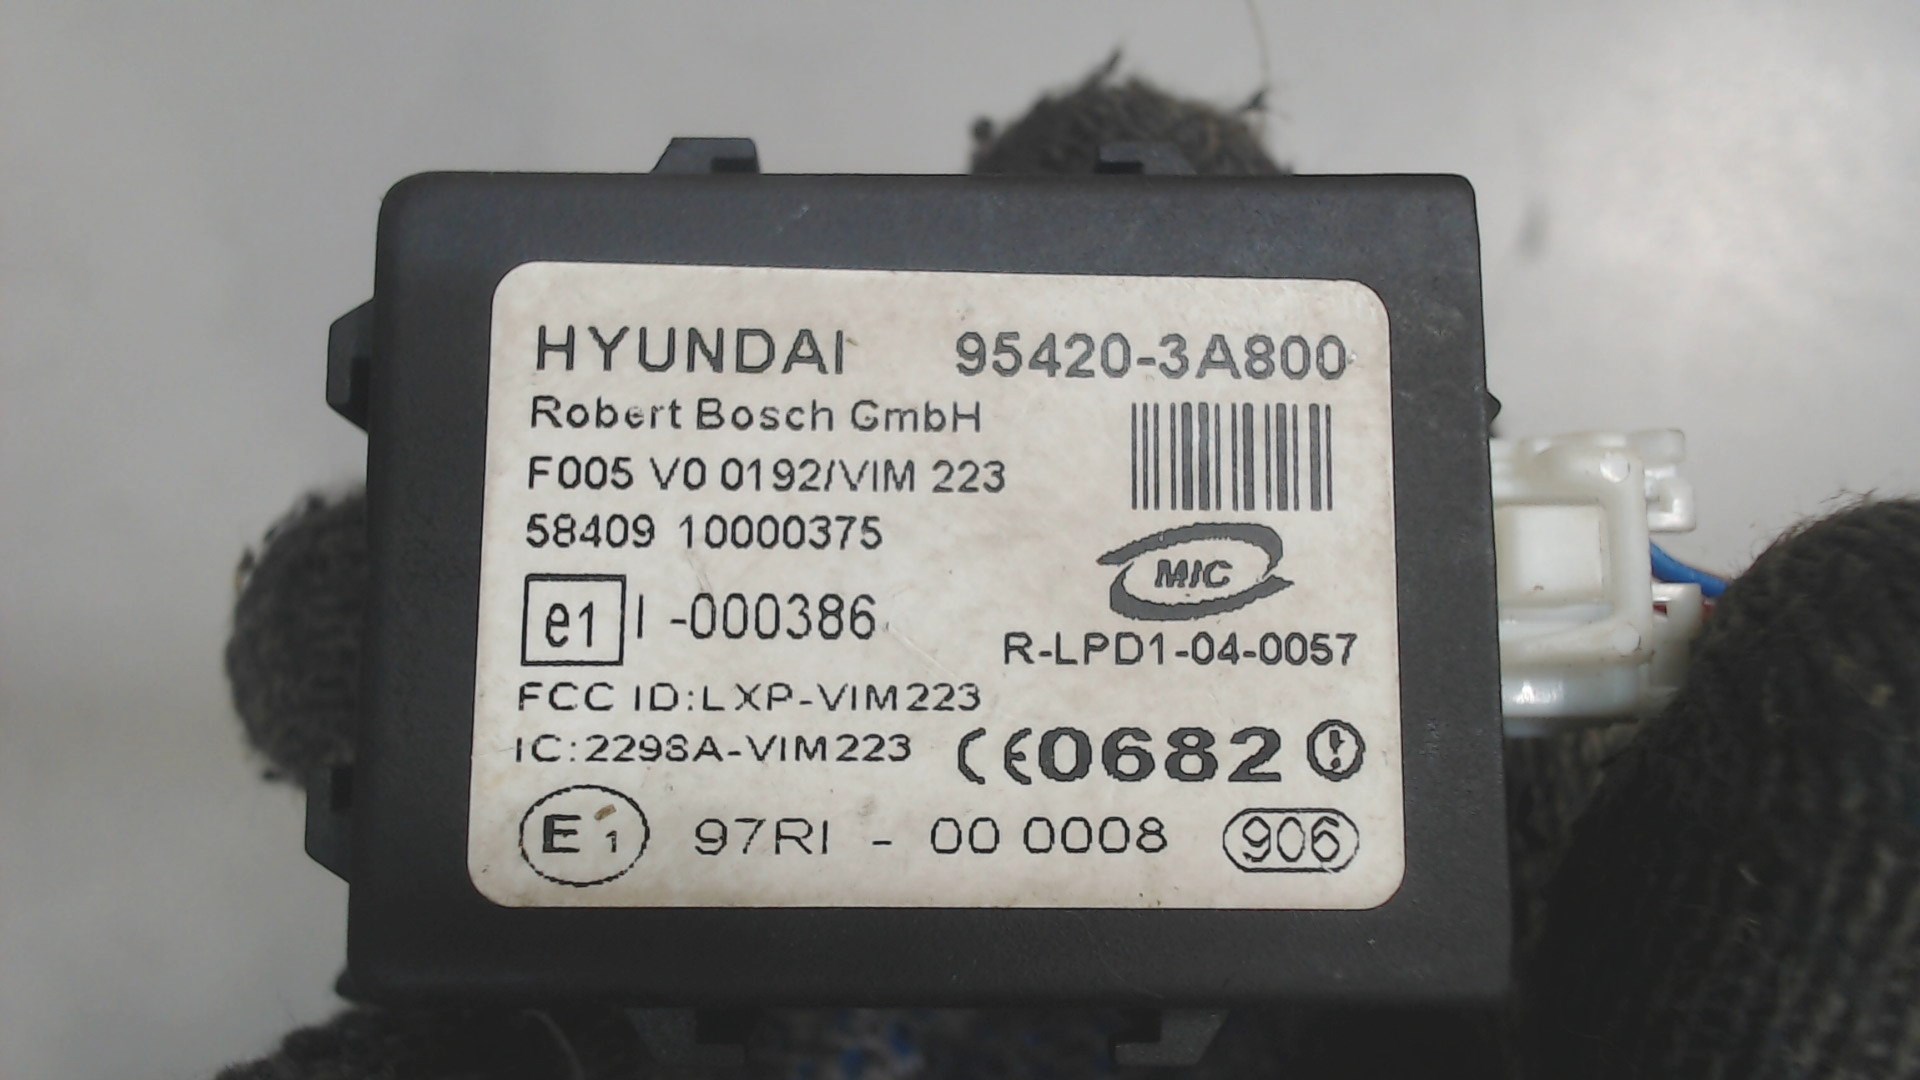 HYUNDAI 95420-3A800
Robert Bosch GmbH
F005 V0 0192/VIM 223
58409 10000375
MIC
e1 I -000386
R-LPD1-04-0057
FCC ID:LXP-VIM223
IC:2298A-VIM223
CE0682
E1 97RI - 00 0008 906